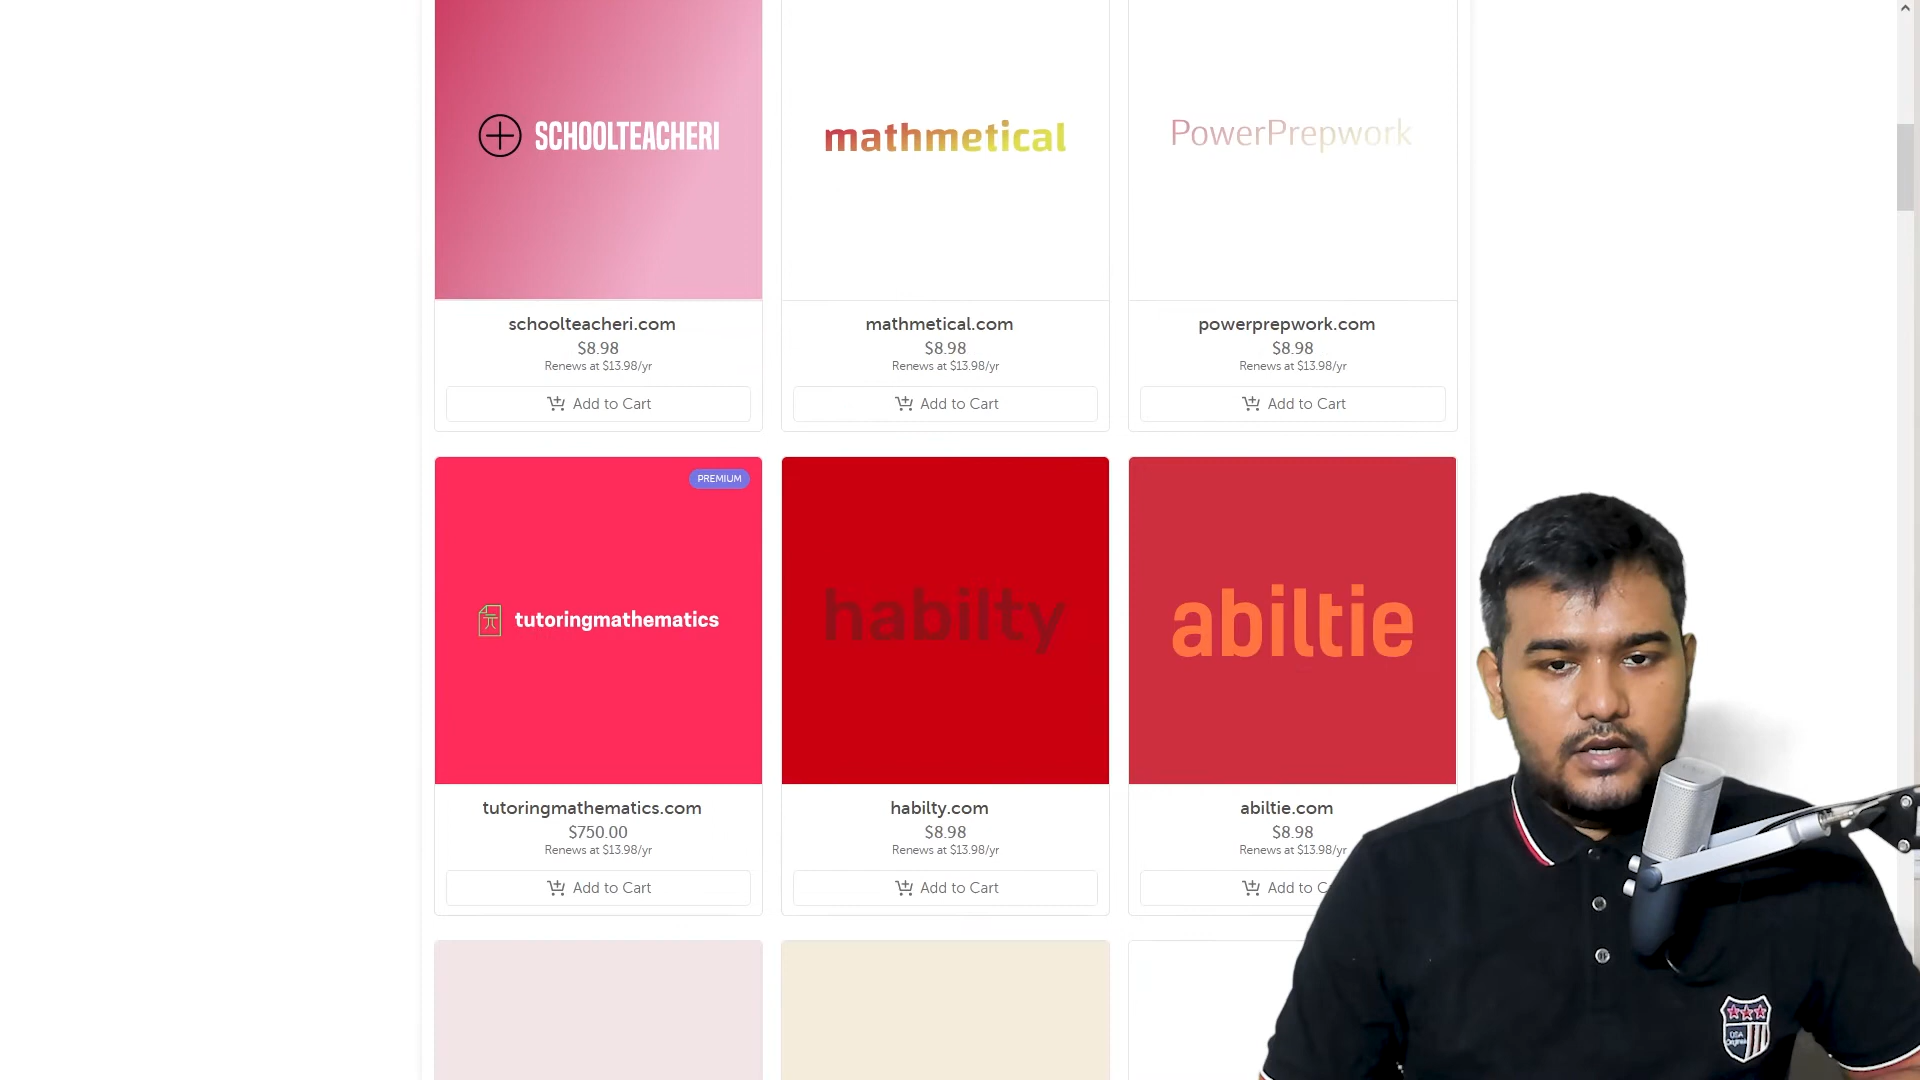 SCHOOLTEACHERI
mathmetical
PowerPrepwork
schoolteacheri.com
mathmetical.com
powerprepwork.com
$8.98
$8.98
$8.98
Renews at $13.98/yr
Renews at $13.98/yr
Renews at $13.98/yr
Add to Cart
Add to Cart
Add to Cart
PREMIUM
tutoringmathematics
habilty
abiltie
tutoringmathematics.com
habilty.com
abiltie.com
$750.00
$8.98
$8.98
Renews at $13.98/yr
Renews at $13.98/yr
Renews at $13.98/yr
Add to Cart
Add to Cart
Add to C